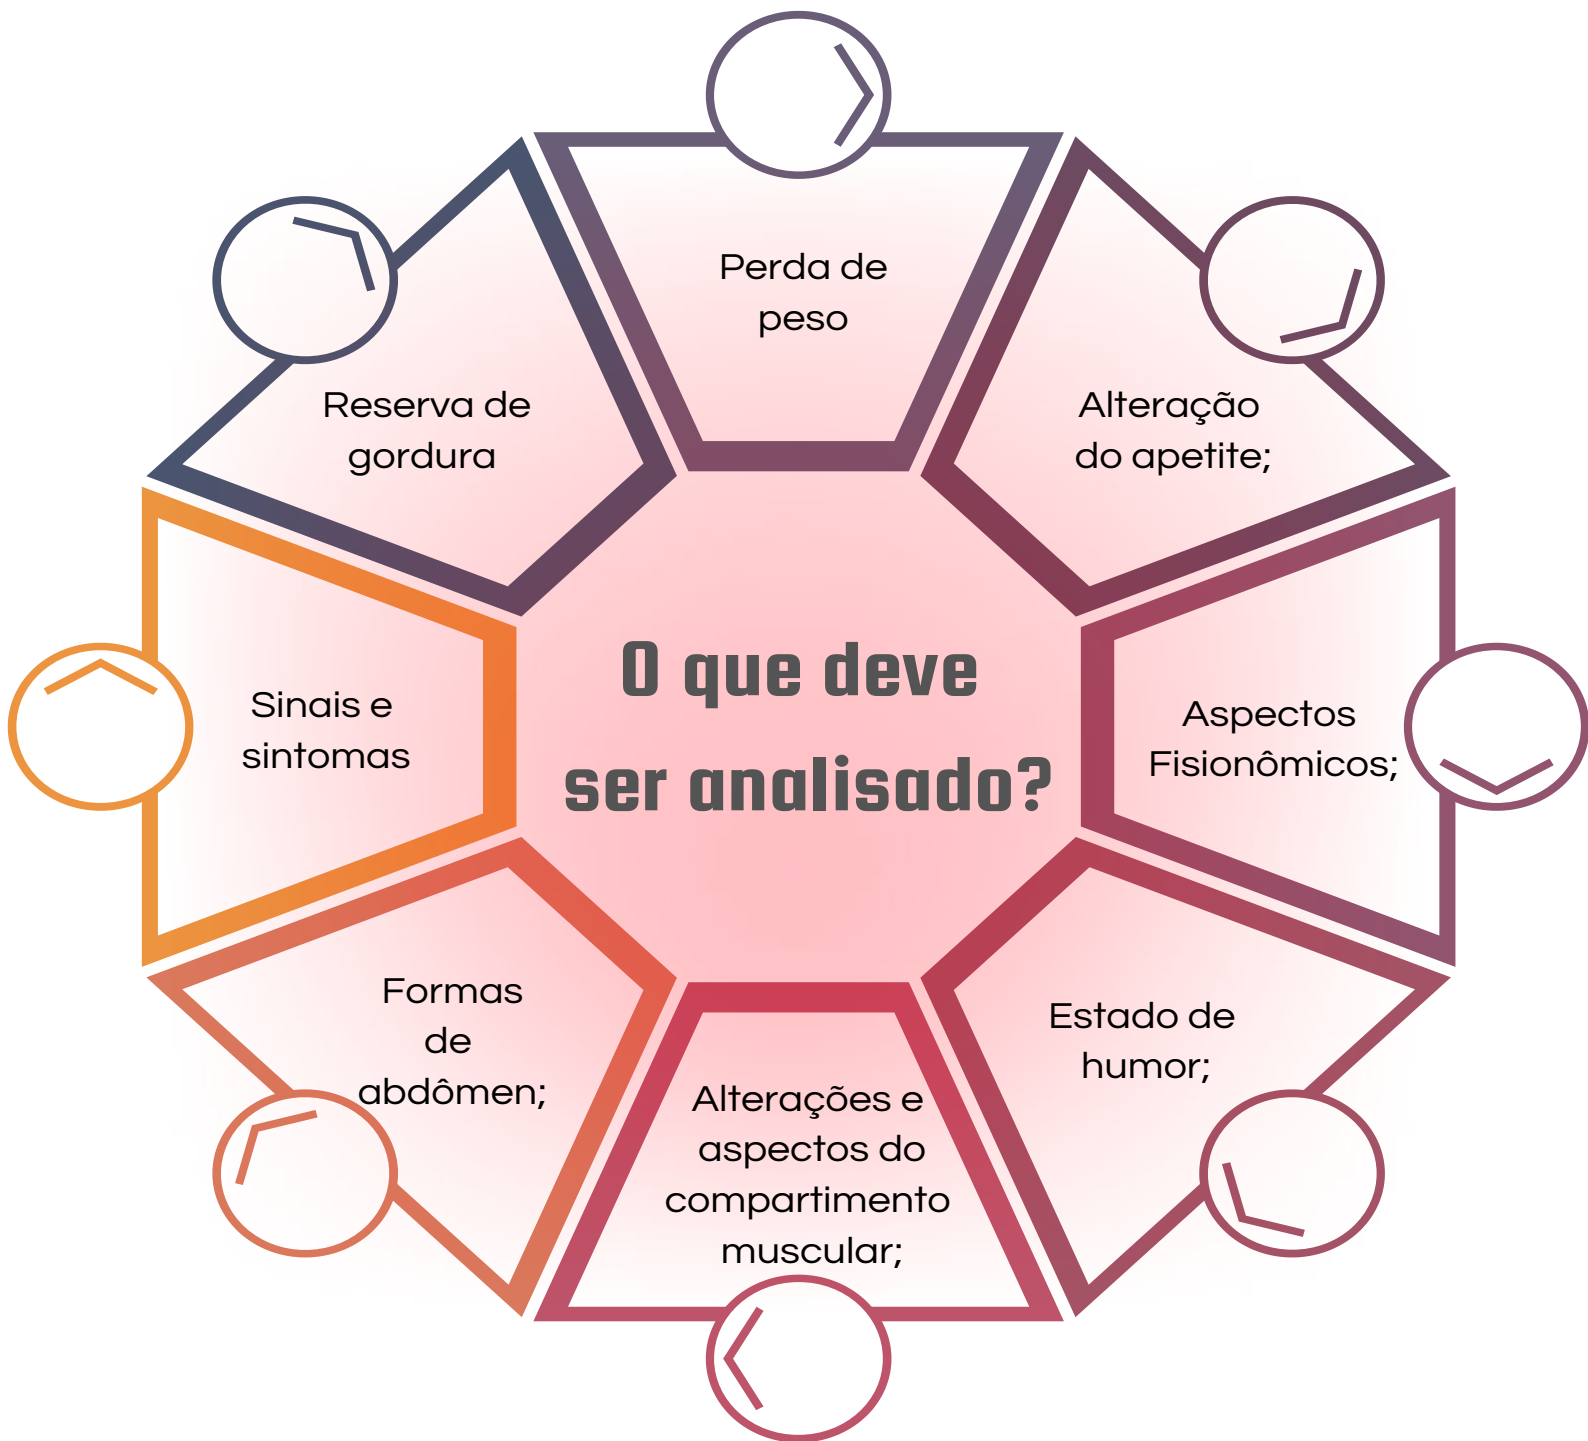 O que deve
ser analisado?
Perda de
peso
Alteração
do apetite;
Aspectos
Fisionômicos;
Estado de
humor;
Alterações e
aspectos do
compartimento
muscular;
Formas
de
abdômen;
Sinais e
sintomas
Reserva de
gordura